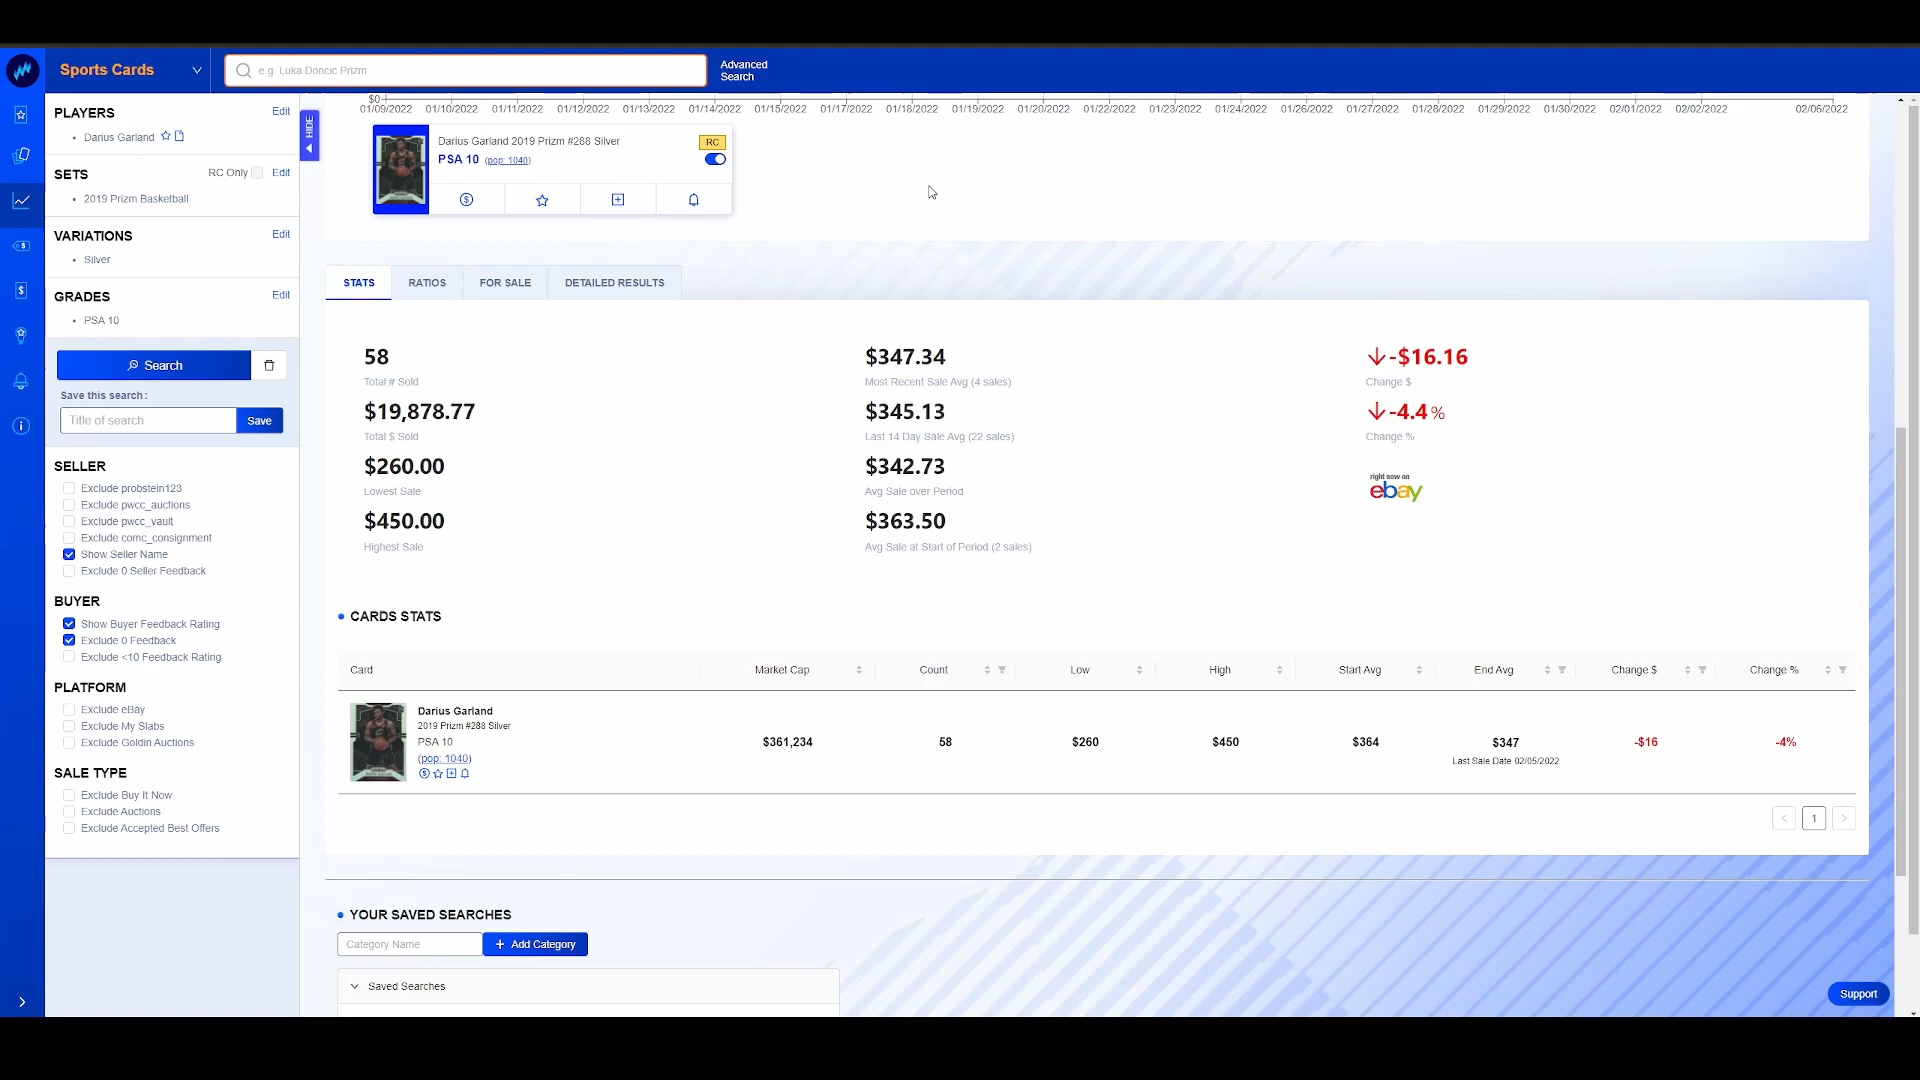 Sports Cards
e.g. Luka Doncic Prizm
Advanced
Search
PLAYERS
Edit
Darius Garland
SETS
RC Only
Edit
2019 Prizm Basketball
VARIATIONS
Edit
Silver
GRADES
Edit
PSA 10
Search
Save this search:
Title of search
Save
SELLER
Exclude probstein123
Exclude pwcc_auctions
Exclude pwcc_vault
Exclude comc_consignment
Show Seller Name
Exclude 0 Seller Feedback
BUYER
Show Buyer Feedback Rating
Exclude 0 Feedback
Exclude <10 Feedback Rating
PLATFORM
Exclude eBay
Exclude My Slabs
Exclude Goldin Auctions
SALE TYPE
Exclude Buy It Now
Exclude Auctions
Exclude Accepted Best Offers
HIDE
$0
01/09/2022 01/10/2022 01/11/2022 01/12/2022 01/13/2022 01/14/2022 01/15/2022 01/17/2022 01/18/2022 01/19/2022 01/20/2022 01/22/2022 01/23/2022 01/24/2022 01/26/2022 01/27/2022 01/28/2022 01/29/2022 01/30/2022 02/01/2022 02/02/2022 02/06/2022
Darius Garland 2019 Prizm #288 Silver
RC
PSA 10 (pop: 1040)
STATS RATIOS FOR SALE DETAILED RESULTS
58
Total # Sold
$19,878.77
Total $ Sold
$260.00
Lowest Sale
$450.00
Highest Sale
$347.34
Most Recent Sale Avg (4 sales)
$345.13
Last 14 Day Sale Avg (22 sales)
$342.73
Avg Sale over Period
$363.50
Avg Sale at Start of Period (2 sales)
-$16.16
Change $
-4.4 %
Change %
right now on
ebay
CARDS STATS
Card Market Cap Count Low High Start Avg End Avg Change $ Change %
Darius Garland
2019 Prizm #288 Silver
PSA 10
(pop: 1040)
$361,234 58 $260 $450 $364 $347 -$16 -4%
Last Sale Date 02/05/2022
1
YOUR SAVED SEARCHES
Category Name
+ Add Category
Saved Searches
Support